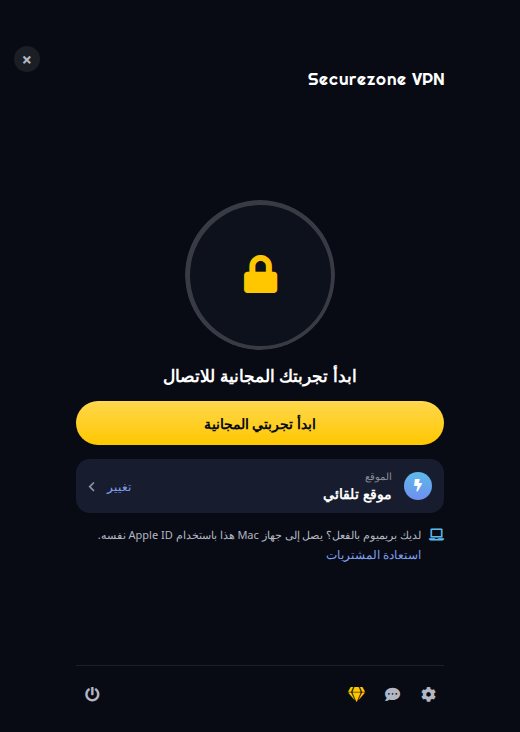 Securezone VPN
ابدأ تجربتك المجانية للاتصال
ابدأ تجربتي المجانية
الموقع
موقع تلقائي
تغيير
لديك بريميوم بالفعل؟ يصل إلى جهاز Mac هذا باستخدام Apple ID نفسه.
استعادة المشتريات